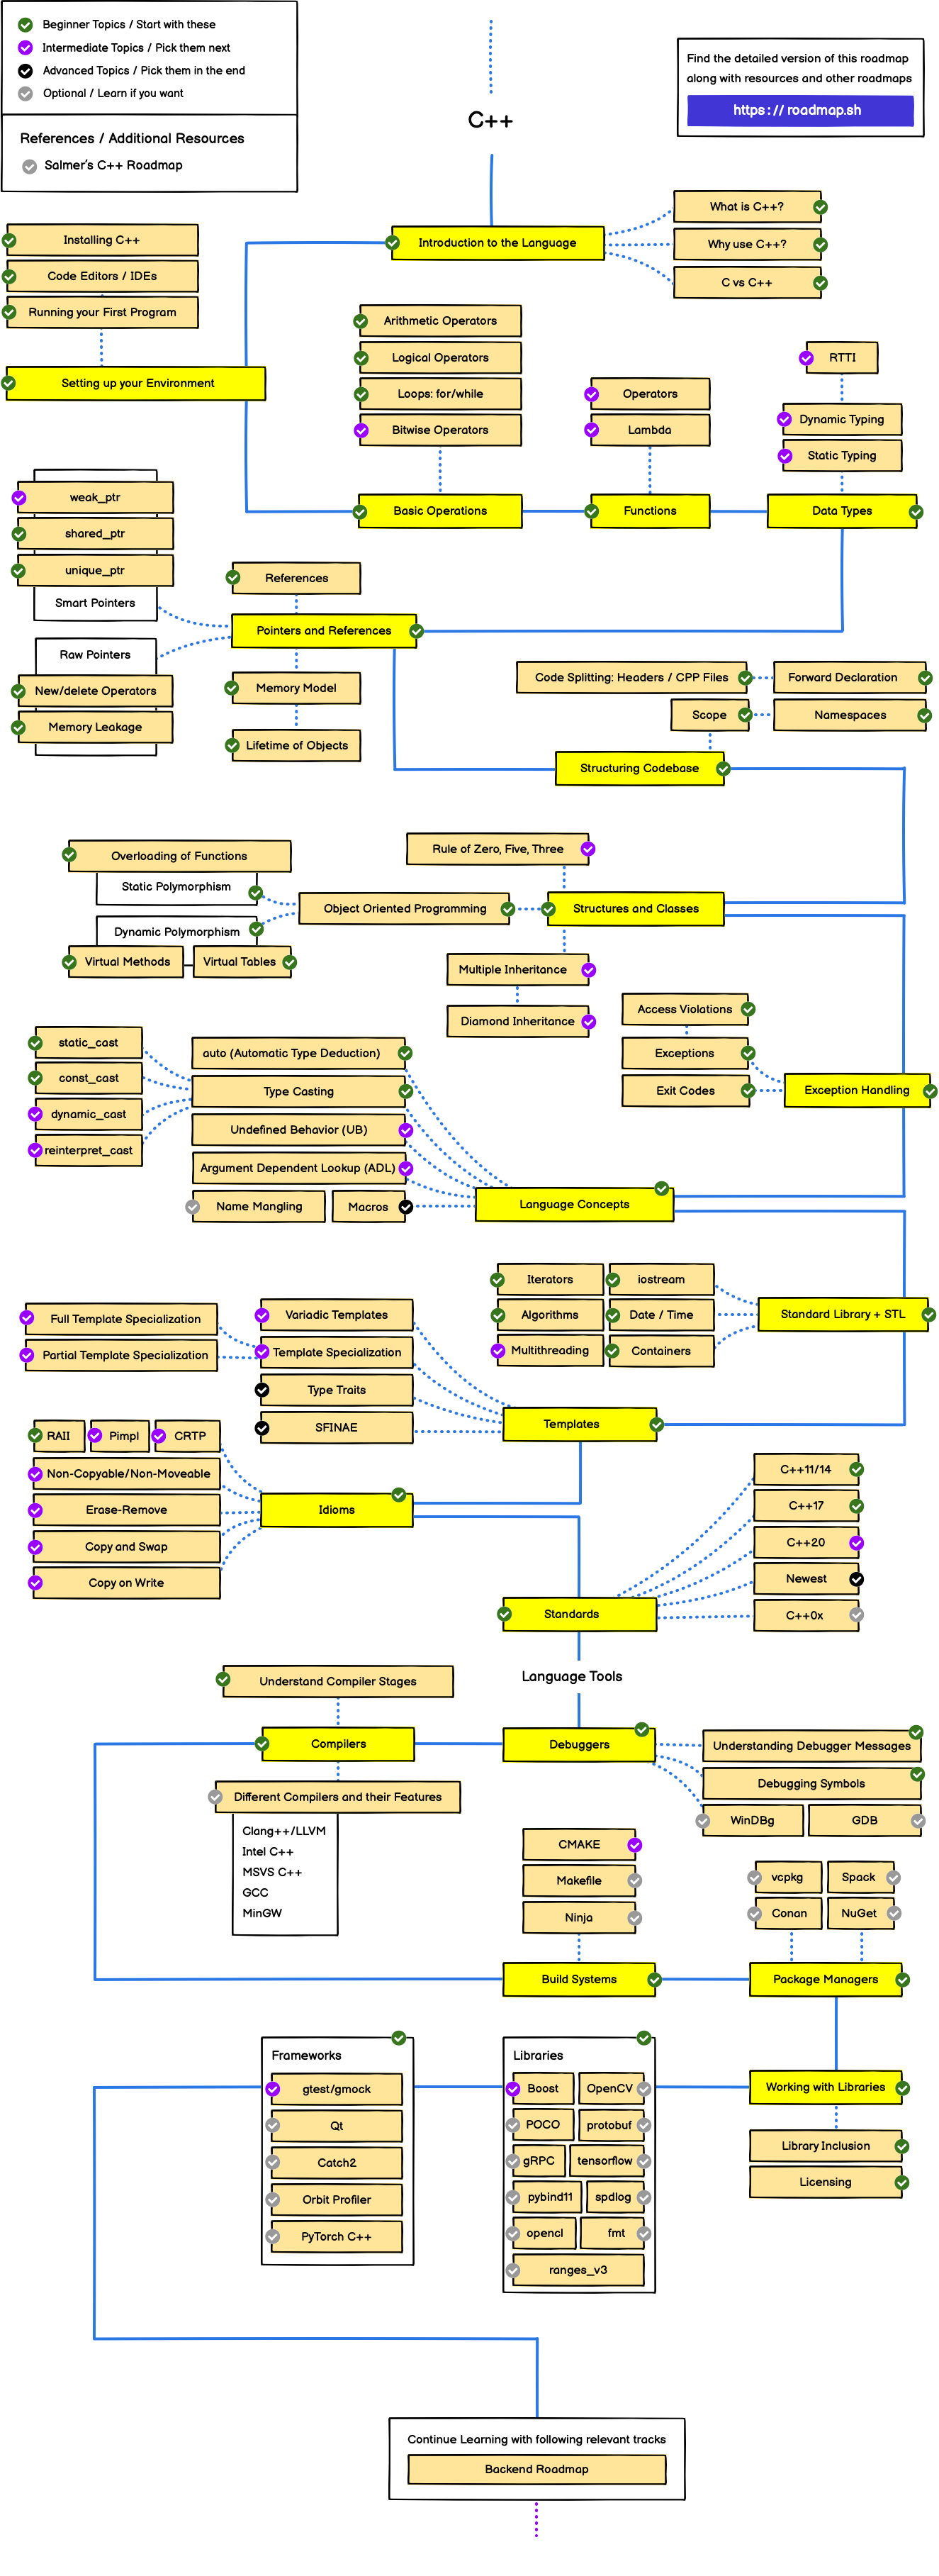 Beginner Topics / Start with these
Intermediate Topics / Pick them next
Advanced Topics / Pick them in the end
Optional / Learn if you want
References / Additional Resources
Salmer's C++ Roadmap
Find the detailed version of this roadmap
along with resources and other roadmaps
https://roadmap.sh
C++
Introduction to the Language
What is C++?
Why use C++?
C vs C++
Installing C++
Code Editors / IDEs
Running your First Program
Setting up your Environment
Arithmetic Operators
Logical Operators
Loops: for/while
Bitwise Operators
Basic Operations
Operators
Lambda
Functions
RTTI
Dynamic Typing
Static Typing
Data Types
weak_ptr
shared_ptr
unique_ptr
Smart Pointers
Raw Pointers
New/delete Operators
Memory Leakage
References
Pointers and References
Memory Model
Lifetime of Objects
Code Splitting: Headers / CPP Files
Forward Declaration
Scope
Namespaces
Structuring Codebase
Rule of Zero, Five, Three
Structures and Classes
Object Oriented Programming
Overloading of Functions
Static Polymorphism
Dynamic Polymorphism
Virtual Methods
Virtual Tables
Multiple Inheritance
Diamond Inheritance
Access Violations
Exceptions
Exit Codes
Exception Handling
static_cast
const_cast
dynamic_cast
reinterpret_cast
auto (Automatic Type Deduction)
Type Casting
Undefined Behavior (UB)
Argument Dependent Lookup (ADL)
Name Mangling
Macros
Language Concepts
Iterators
iostream
Algorithms
Date / Time
Multithreading
Containers
Standard Library + STL
Full Template Specialization
Partial Template Specialization
Variadic Templates
Template Specialization
Type Traits
SFINAE
Templates
RAII
Pimpl
CRTP
Non-Copyable/Non-Moveable
Erase-Remove
Copy and Swap
Copy on Write
Idioms
C++11/14
C++17
C++20
Newest
C++0x
Standards
Language Tools
Understand Compiler Stages
Compilers
Different Compilers and their Features
Clang++/LLVM
Intel C++
MSVS C++
GCC
MinGW
Debuggers
Understanding Debugger Messages
Debugging Symbols
WinDBg
GDB
CMAKE
Makefile
Ninja
Build Systems
vcpkg
Spack
Conan
NuGet
Package Managers
Working with Libraries
Library Inclusion
Licensing
Frameworks
gtest/gmock
Qt
Catch2
Orbit Profiler
PyTorch C++
Libraries
Boost
OpenCV
POCO
protobuf
gRPC
tensorflow
pybind11
spdlog
opencl
fmt
ranges_v3
Continue Learning with following relevant tracks
Backend Roadmap